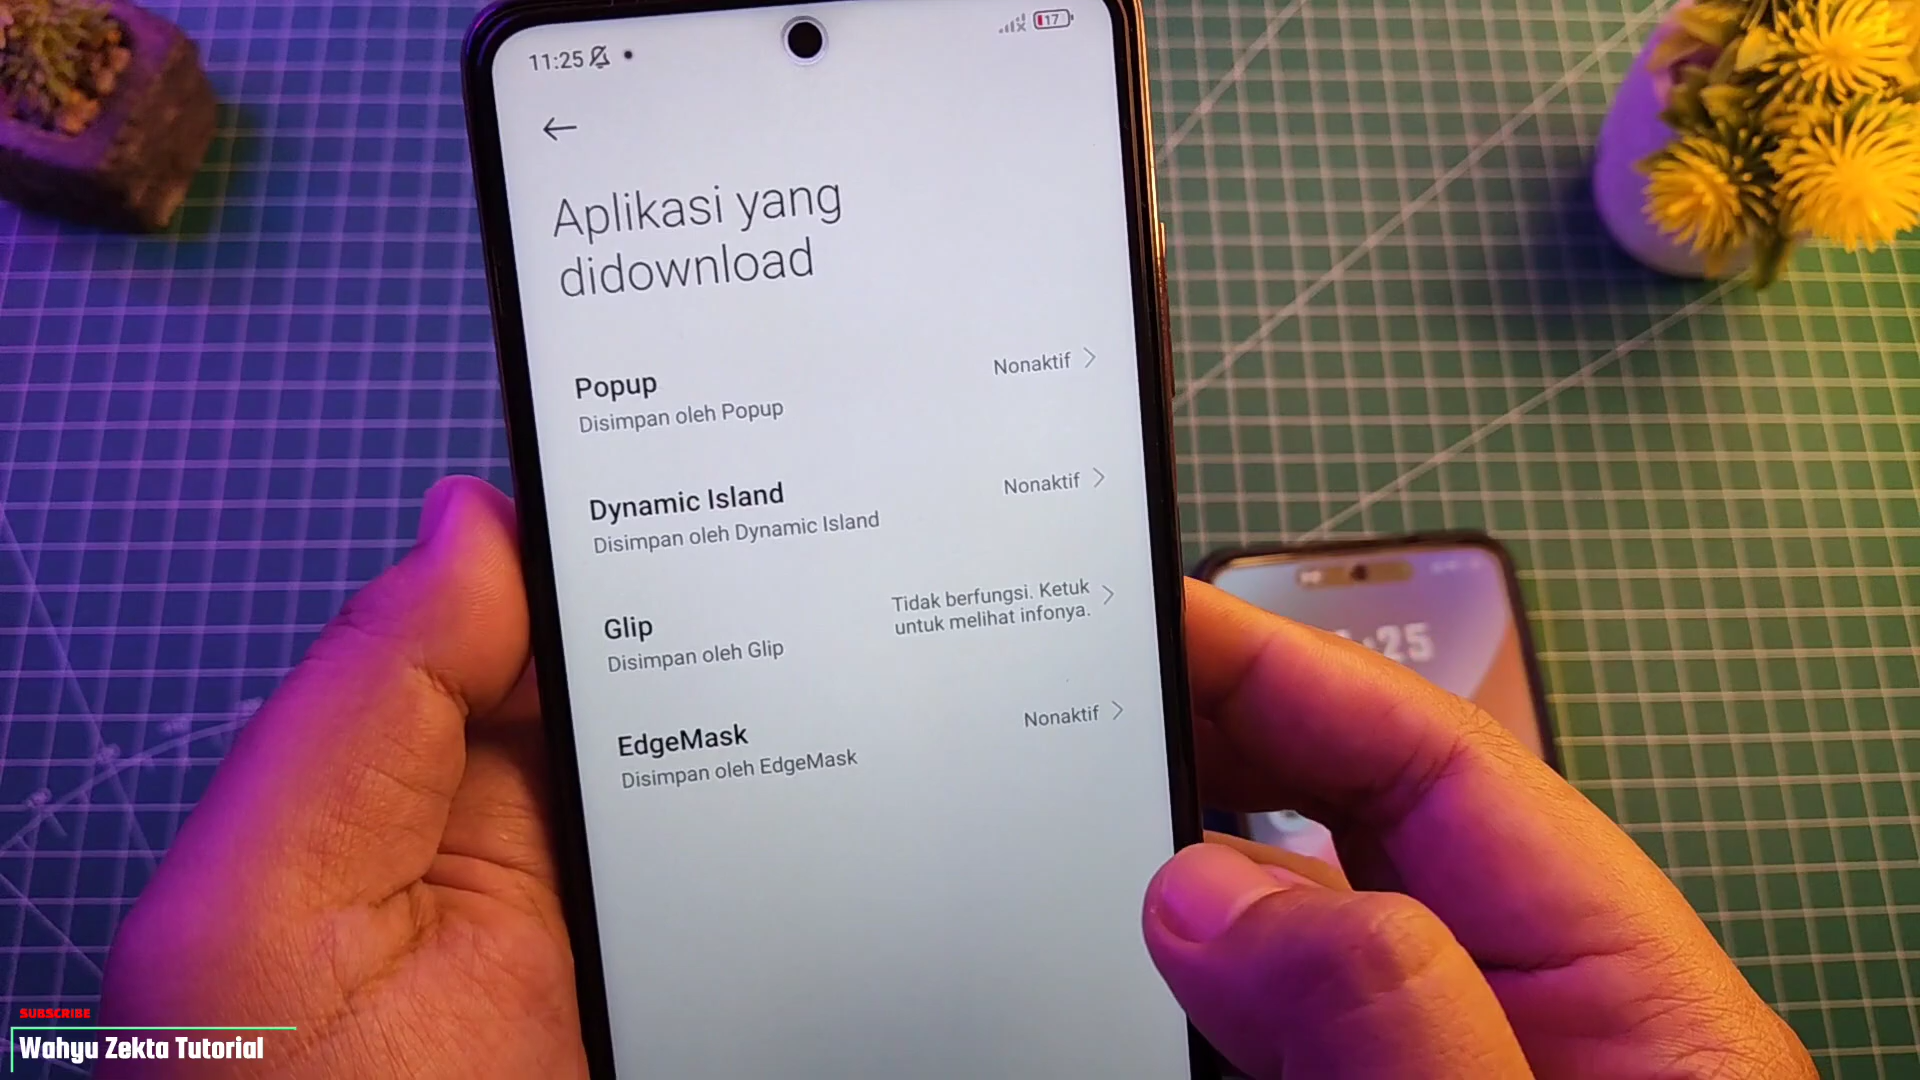 11:25
17
Aplikasi yang
didownload
Popup
Disimpan oleh Popup
Nonaktif
Dynamic Island
Disimpan oleh Dynamic Island
Nonaktif
Glip
Disimpan oleh Glip
Tidak berfungsi. Ketuk
untuk melihat infonya.
EdgeMask
Disimpan oleh EdgeMask
Nonaktif
:25
SUBSCRIBE
Wahyu Zekta Tutorial